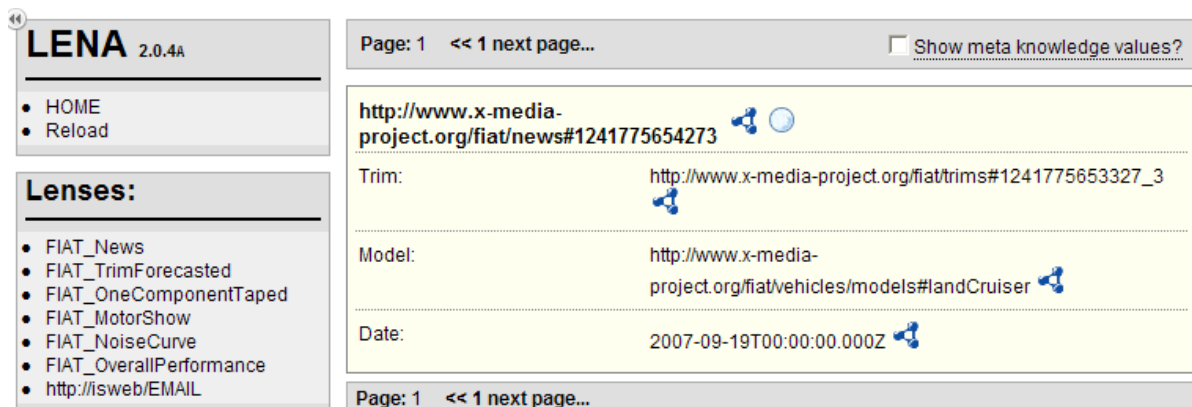 LENA 2.0.4A
HOME
Reload
Lenses:
FIAT_News
FIAT_TrimForecasted
FIAT_OneComponentTaped
FIAT_MotorShow
FIAT_NoiseCurve
FIAT_OverallPerformance
http://isweb/EMAIL
Page: 1 << 1 next page...
Show meta knowledge values?
http://www.x-media-
project.org/fiat/news#1241775654273
Trim: http://www.x-media-project.org/fiat/trims#1241775653327_3
Model: http://www.x-media-
project.org/fiat/vehicles/models#landCruiser
Date: 2007-09-19T00:00:00.000Z
Page: 1 << 1 next page...